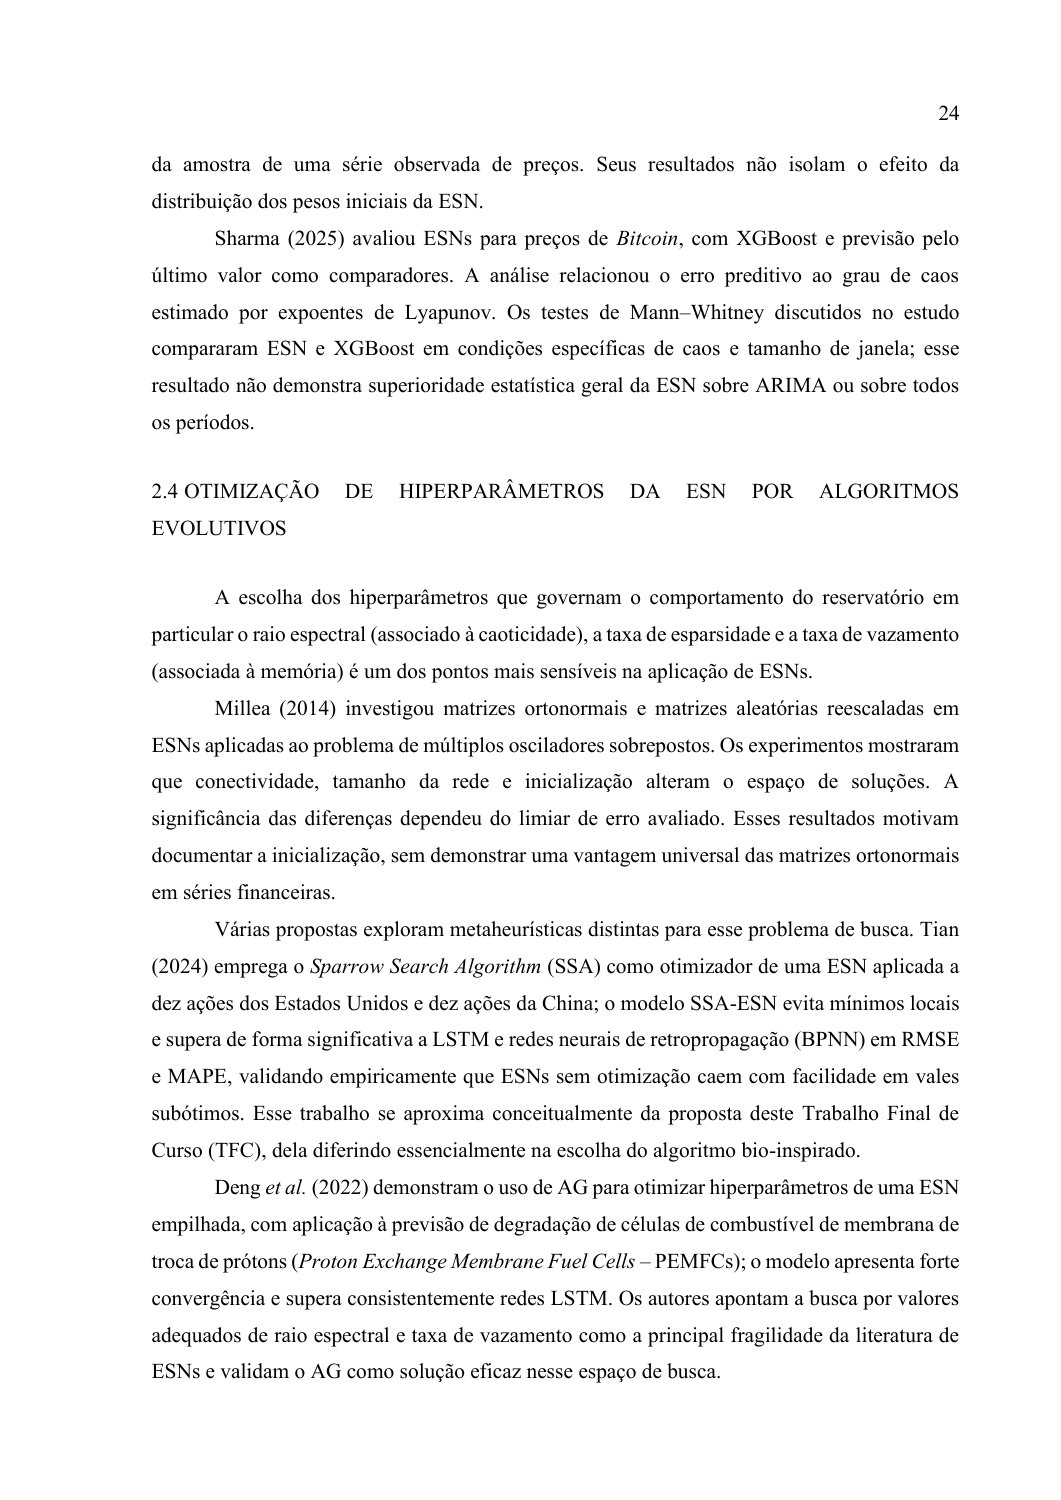 24
da amostra de uma série observada de preços. Seus resultados não isolam o efeito da
distribuição dos pesos iniciais da ESN.
Sharma (2025) avaliou ESNs para preços de Bitcoin, com XGBoost e previsão pelo
último valor como comparadores. A análise relacionou o erro preditivo ao grau de caos
estimado por expoentes de Lyapunov. Os testes de Mann–Whitney discutidos no estudo
compararam ESN e XGBoost em condições específicas de caos e tamanho de janela; esse
resultado não demonstra superioridade estatística geral da ESN sobre ARIMA ou sobre todos
os períodos.
2.4 OTIMIZAÇÃO DE HIPERPARÂMETROS DA ESN POR ALGORITMOS
EVOLUTIVOS
A escolha dos hiperparâmetros que governam o comportamento do reservatório em
particular o raio espectral (associado à caoticidade), a taxa de esparsidade e a taxa de vazamento
(associada à memória) é um dos pontos mais sensíveis na aplicação de ESNs.
Millea (2014) investigou matrizes ortonormais e matrizes aleatórias reescaladas em
ESNs aplicadas ao problema de múltiplos osciladores sobrepostos. Os experimentos mostraram
que conectividade, tamanho da rede e inicialização alteram o espaço de soluções. A
significância das diferenças dependeu do limiar de erro avaliado. Esses resultados motivam
documentar a inicialização, sem demonstrar uma vantagem universal das matrizes ortonormais
em séries financeiras.
Várias propostas exploram metaheurísticas distintas para esse problema de busca. Tian
(2024) emprega o Sparrow Search Algorithm (SSA) como otimizador de uma ESN aplicada a
dez ações dos Estados Unidos e dez ações da China; o modelo SSA-ESN evita mínimos locais
e supera de forma significativa a LSTM e redes neurais de retropropagação (BPNN) em RMSE
e MAPE, validando empiricamente que ESNs sem otimização caem com facilidade em vales
subótimos. Esse trabalho se aproxima conceitualmente da proposta deste Trabalho Final de
Curso (TFC), dela diferindo essencialmente na escolha do algoritmo bio-inspirado.
Deng et al. (2022) demonstram o uso de AG para otimizar hiperparâmetros de uma ESN
empilhada, com aplicação à previsão de degradação de células de combustível de membrana de
troca de prótons (Proton Exchange Membrane Fuel Cells – PEMFCs); o modelo apresenta forte
convergência e supera consistentemente redes LSTM. Os autores apontam a busca por valores
adequados de raio espectral e taxa de vazamento como a principal fragilidade da literatura de
ESNs e validam o AG como solução eficaz nesse espaço de busca.